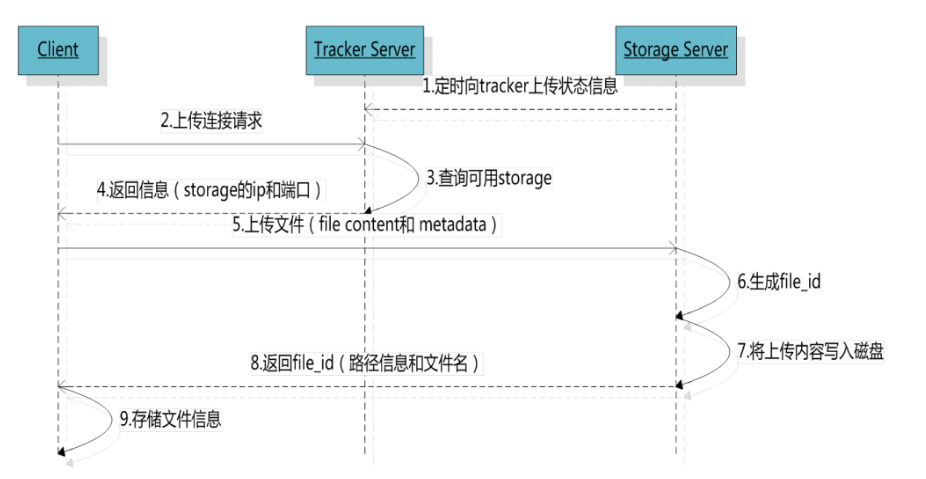 Client
Tracker Server
Storage Server
1.定时向tracker上传状态信息
2.上传连接请求
3.查询可用storage
4.返回信息（storage的ip和端口）
5.上传文件（file content和 metadata）
6.生成file_id
7.将上传内容写入磁盘
8.返回file_id（路径信息和文件名）
9.存储文件信息